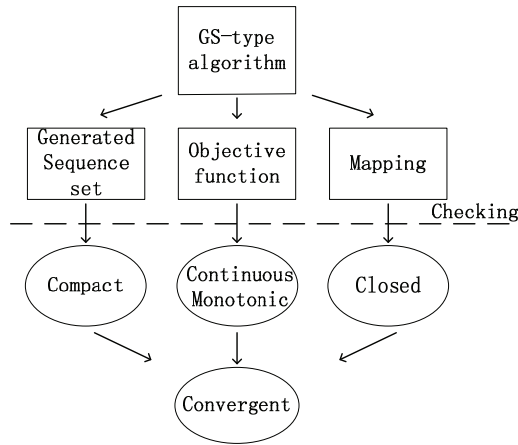 GS-type
algorithm
Generated
Sequence
set
Objective
function
Mapping
Checking
Compact
Continuous
Monotonic
Closed
Convergent